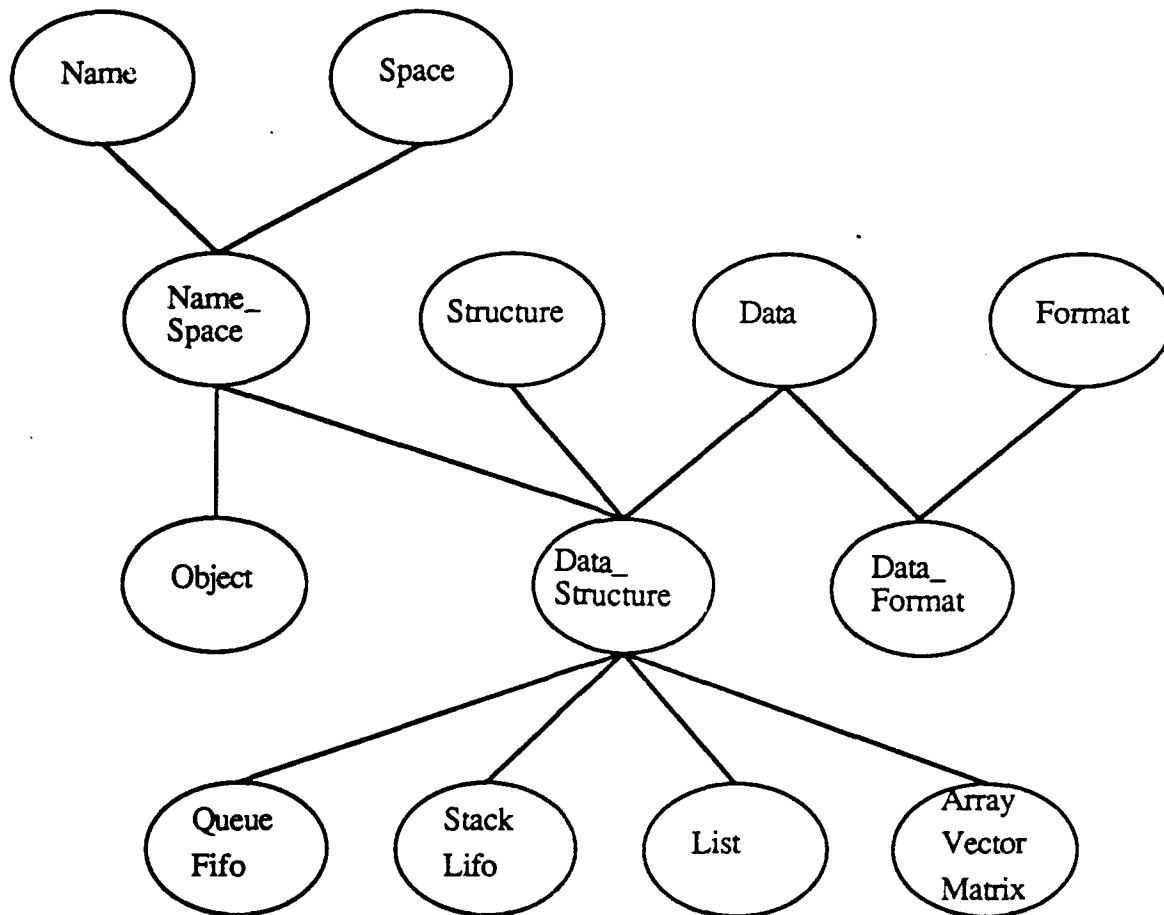 Name
Space
Name_
Space
Structure
Data
Format
Object
Data_
Structure
Data_
Format
Queue
Fifo
Stack
Lifo
List
Array
Vector
Matrix